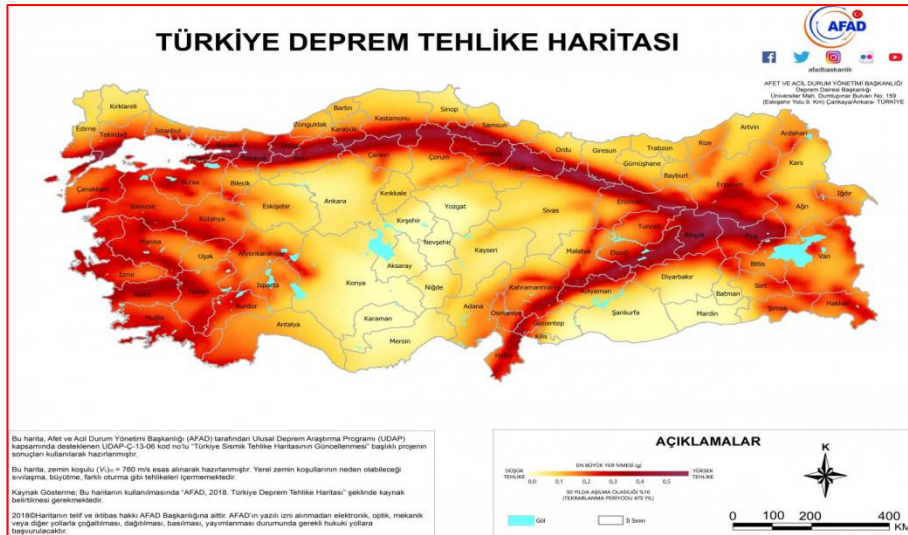 TÜRKİYE DEPREM TEHLİKE HARİTASI
AFAD
afadbaskanlik
AFET VE ACİL DURUM YÖNETİMİ BAŞKANLIĞI
Deprem Dairesi Başkanlığı
Üniversiler Mah. Dumlupınar Bulvarı No: 159
(Eskişehir Yolu 9. Km) Çankaya/Ankara- TÜRKİYE
Kırklareli
Edirne
Tekirdağ
İstanbul
Zonguldak
Bartın
Karabük
Kastamonu
Sinop
Samsun
Ordu
Giresun
Trabzon
Rize
Artvin
Ardahan
Kars
Gümüşhane
Bayburt
Erzurum
Iğdır
Ağrı
Çanakkale
Balıkesir
Bursa
Bilecik
Eskişehir
Kütahya
Ankara
Çankırı
Çorum
Kırıkkale
Yozgat
Sivas
Erzincan
Tunceli
Bingöl
Muş
Bitlis
Van
Manisa
Uşak
Afyonkarahisar
Kırşehir
Nevşehir
Kayseri
Malatya
Elazığ
Diyarbakır
Batman
Siirt
Şırnak
Hakkari
İzmir
Aydın
Denizli
Isparta
Burdur
Muğla
Antalya
Konya
Aksaray
Niğde
Karaman
Mersin
Adana
Kahramanmaraş
Osmaniye
Gaziantep
Kilis
Hatay
Adıyaman
Şanlıurfa
Mardin
Bu harita, Afet ve Acil Durum Yönetimi Başkanlığı (AFAD) tarafından Ulusal Deprem Araştırma Programı (UDAP)
kapsamında desteklenen UDAP-Ç-13-06 kod no'lu "Türkiye Sismik Tehlike Haritasının Güncellenmesi" başlıklı projenin
sonuçları kullanılarak hazırlanmıştır.
Bu harita, zemin koşulu (Vs)30 = 760 m/s esas alınarak hazırlanmıştır. Yerel zemin koşullarının neden olabileceği
sıvılaşma, büyütme, farklı oturma gibi tehlikeleri içermemektedir.
Kaynak Gösterme; Bu haritanın kullanılmasında "AFAD, 2018. Türkiye Deprem Tehlike Haritası" şeklinde kaynak
belirtilmesi gerekmektedir.
2018©Haritanın telif ve iktibas hakkı AFAD Başkanlığına aittir. AFAD'ın yazılı izni alınmadan elektronik, optik, mekanik
veya diğer yollarla çoğaltılması, dağıtılması, basılması, yayımlanması durumunda gerekli hukuki yollara
başvurulacaktır.
AÇIKLAMALAR
EN BÜYÜK YER İVMESİ (g)
DÜŞÜK TEHLİKE
YÜKSEK TEHLİKE
0,0 0,1 0,2 0,3 0,4 0,5
50 YILDA AŞILMA OLASILIĞI %10
(TEKRARLANMA PERİYODU 475 YIL)
Göl
İl Sınırı
K
0 100 200 400
KM